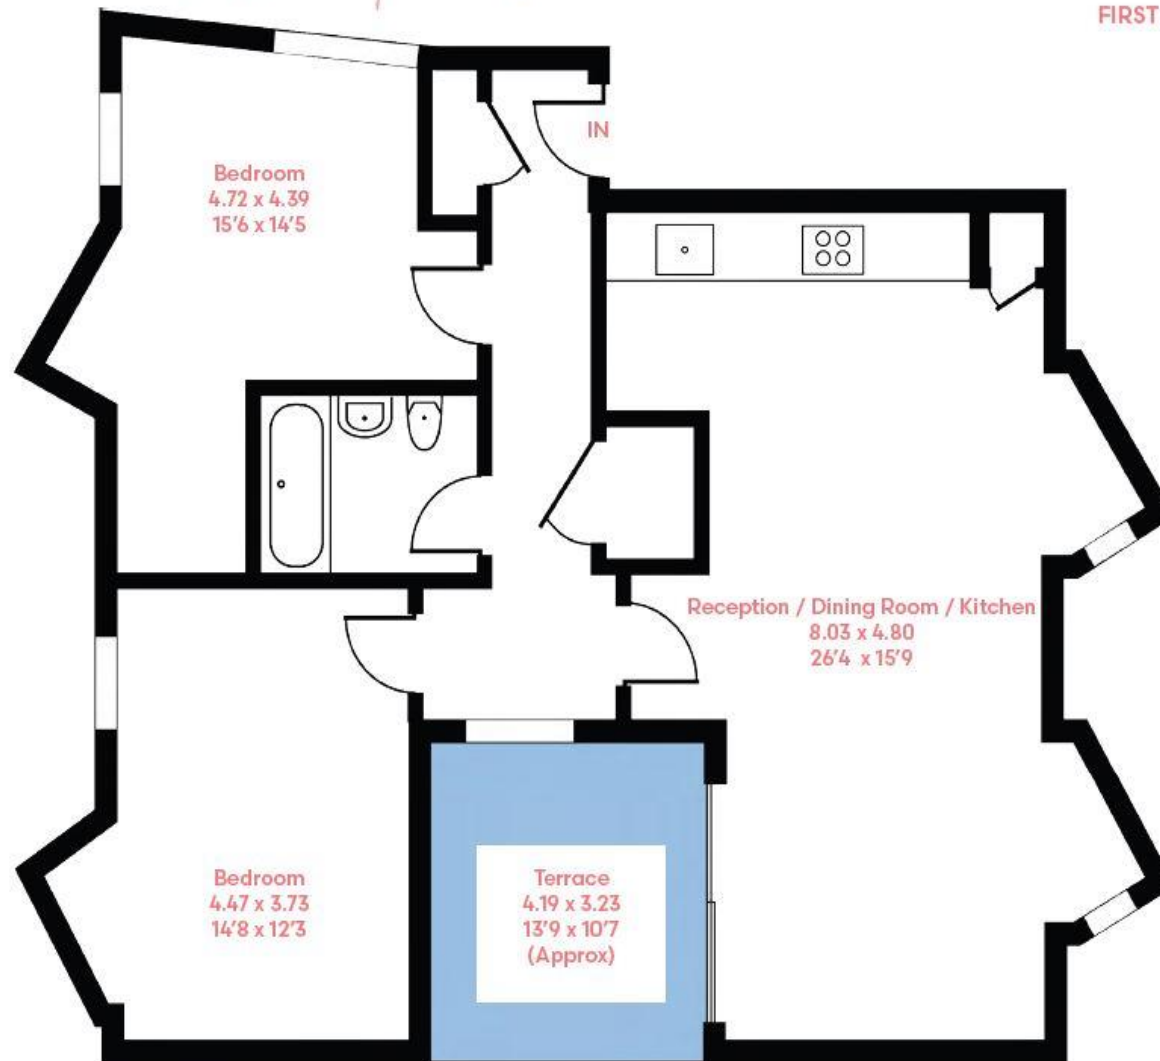 FIRST
IN
Bedroom
4.72 x 4.39
15'6 x 14'5
Reception / Dining Room / Kitchen
8.03 x 4.80
26'4 x 15'9
Bedroom
4.47 x 3.73
14'8 x 12'3
Terrace
4.19 x 3.23
13'9 x 10'7
(Approx)